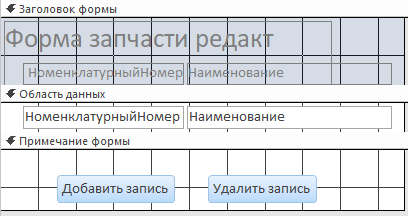 Заголовок формы
Форма запчасти редакт
НоменклатурныйНомер Наименование
Область данных
НоменклатурныйНомер Наименование
Примечание формы
Добавить запись Удалить запись